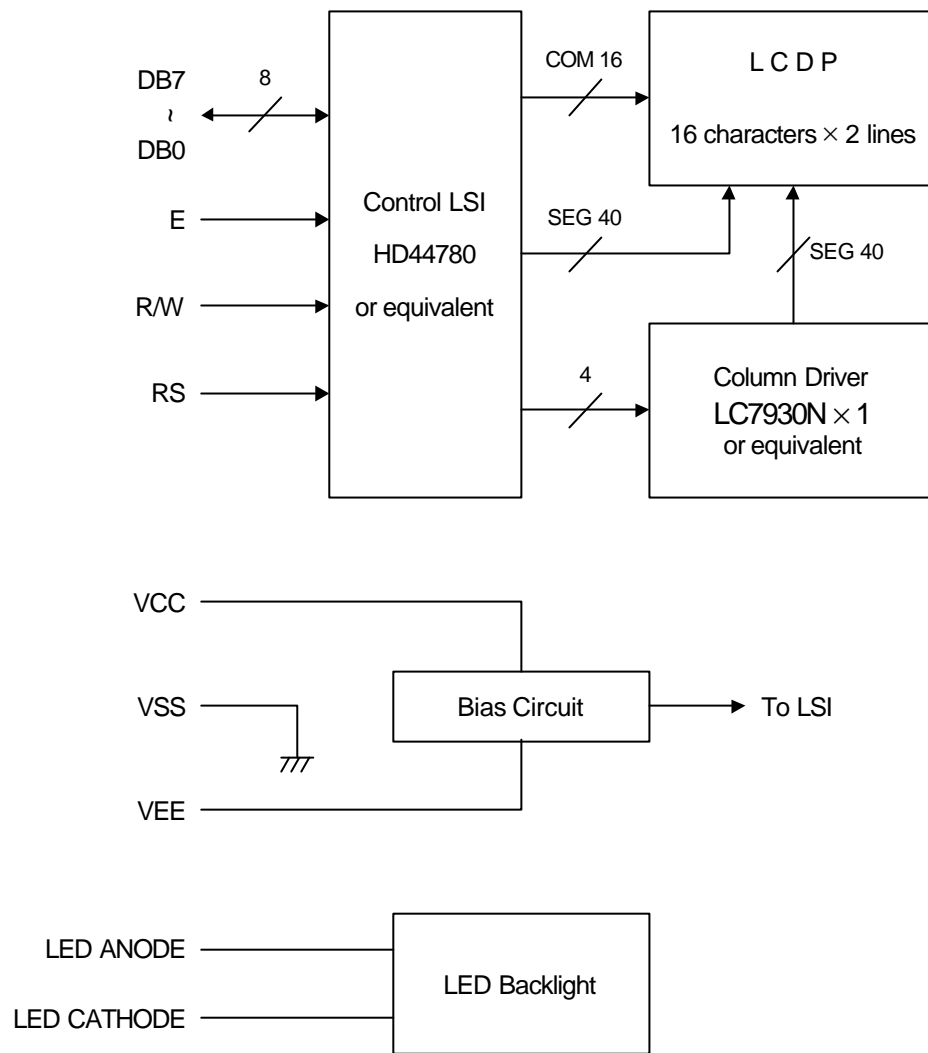 DB7
~
DB0
8
E
R/W
RS
Control LSI
HD44780
or equivalent
COM 16
SEG 40
4
L C D P
16 characters × 2 lines
SEG 40
Column Driver
LC7930N × 1
or equivalent
VCC
VSS
VEE
Bias Circuit
To LSI
LED ANODE
LED CATHODE
LED Backlight